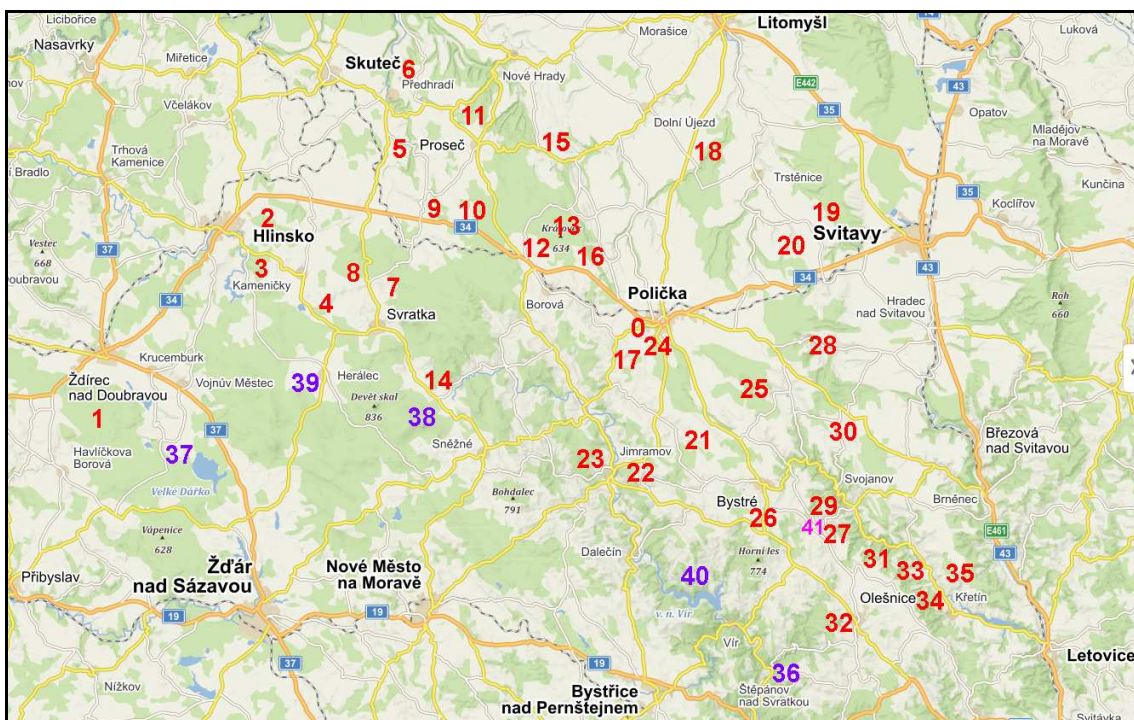 Licibořice
Morašice
Litomyšl
14
Luková
Nasavrky
Miřetice
Skuteč
6
Předhradí
Nové Hrady
E442
43
Včelákov
11
35
Opatov
5
Proseč
15
Dolní Újezd
18
Mladějov
na Moravě
Trhová
Kamenice
Bradlo
Trstěnice
Kunčina
35
Koclířov
2
9
10
34
13
634
19
Svitavy
Hlinsko
Vestec
668
37
12
16
20
3
Kameničky
8
7
34
43
Doubravou
34
4
Borová
Polička
Hradec
nad Svitavou
Roh
660
Svratka
0
24
17
28
Krucemburk
Ždírec
nad Doubravou
Vojnův Městec
39
Herálec
14
Devět skal
836
38
25
1
37
Sněžné
21
30
Březová
nad Svitavou
Havlíčkova
Borová
37
23
Jimramov
22
Svojanov
Velké Dářko
Bohdalec
791
Bystré
26
29
41
27
Brněnec
E461
Vápenice
628
Dalečín
Horní les
774
31
33
35
43
Přibyslav
Žďár
nad Sázavou
Nové Město
na Moravě
40
Olešnice
34
Křetín
19
19
v. n. Vír
32
Vír
37
19
36
Letovice
Nížkov
Bystřice
nad Pernštejnem
Štěpánov
nad Svratkou
Svitávka